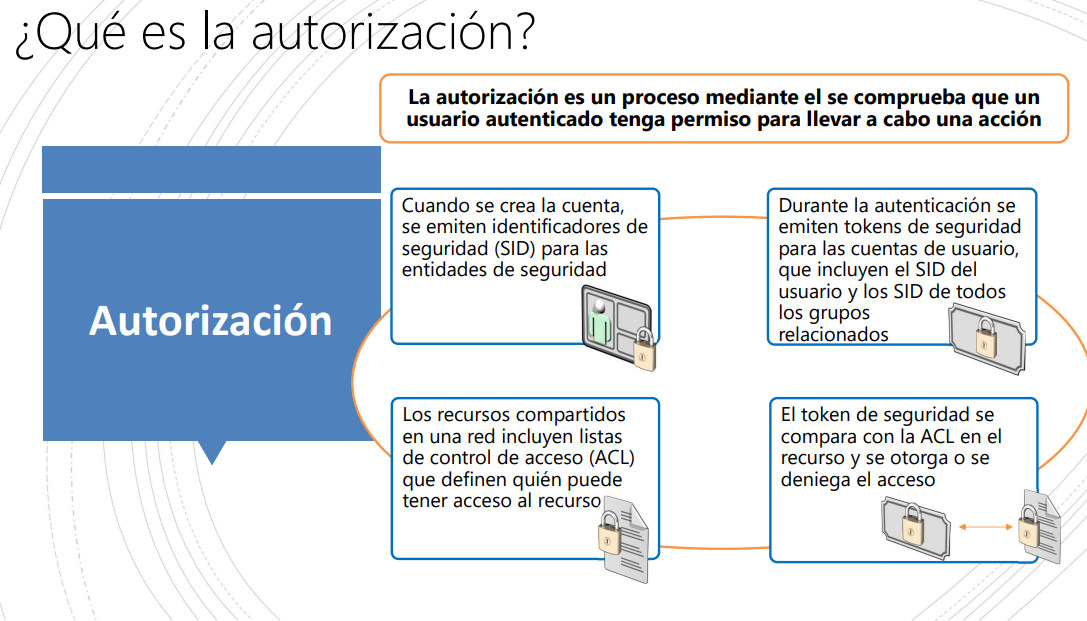 ¿Qué es la autorización?
La autorización es un proceso mediante el se comprueba que un
usuario autenticado tenga permiso para llevar a cabo una acción
Autorización
Cuando se crea la cuenta,
se emiten identificadores de
seguridad (SID) para las
entidades de seguridad
Durante la autenticación se
emiten tokens de seguridad
para las cuentas de usuario,
que incluyen el SID del
usuario y los SID de todos
los grupos
relacionados
Los recursos compartidos
en una red incluyen listas
de control de acceso (ACL)
que definen quién puede
tener acceso al recurso
El token de seguridad se
compara con la ACL en el
recurso y se otorga o se
deniega el acceso